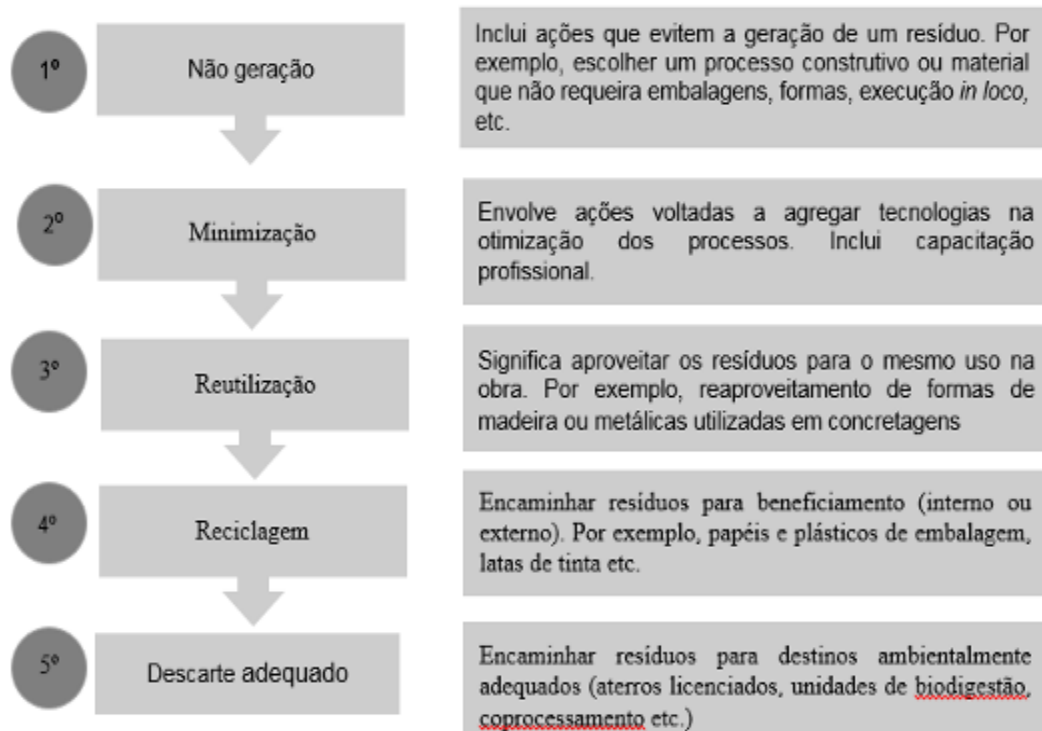 1º
Não geração
Inclui ações que evitem a geração de um resíduo. Por
exemplo, escolher um processo construtivo ou material
que não requeira embalagens, formas, execução in loco,
etc.
2º
Minimização
Envolve ações voltadas a agregar tecnologias na
otimização dos processos. Inclui capacitação
profissional.
3º
Reutilização
Significa aproveitar os resíduos para o mesmo uso na
obra. Por exemplo, reaproveitamento de formas de
madeira ou metálicas utilizadas em concretagens
4º
Reciclagem
Encaminhar resíduos para beneficiamento (interno ou
externo). Por exemplo, papéis e plásticos de embalagem,
latas de tinta etc.
5º
Descarte adequado
Encaminhar resíduos para destinos ambientalmente
adequados (aterros licenciados, unidades de biodigestão,
coprocessamento etc.)